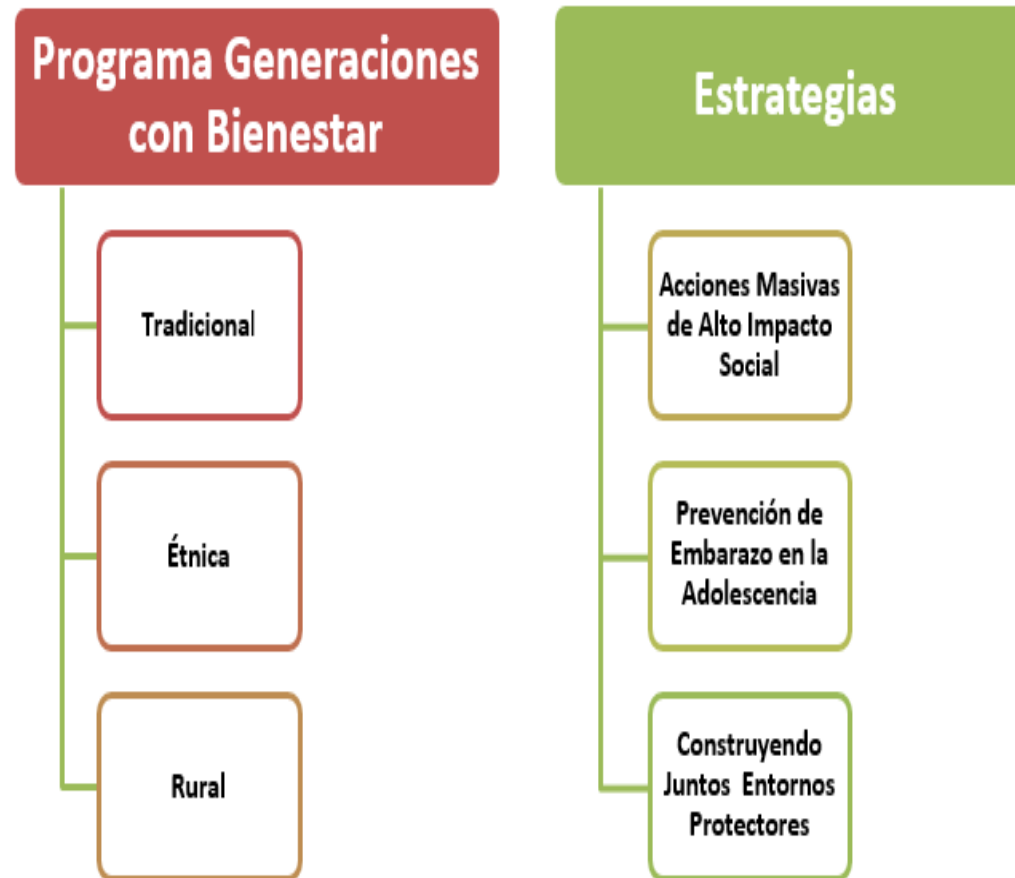 Programa Generaciones
con Bienestar
Tradicional
Étnica
Rural
Estrategias
Acciones Masivas
de Alto Impacto
Social
Prevención de
Embarazo en la
Adolescencia
Construyendo
Juntos Entornos
Protectores